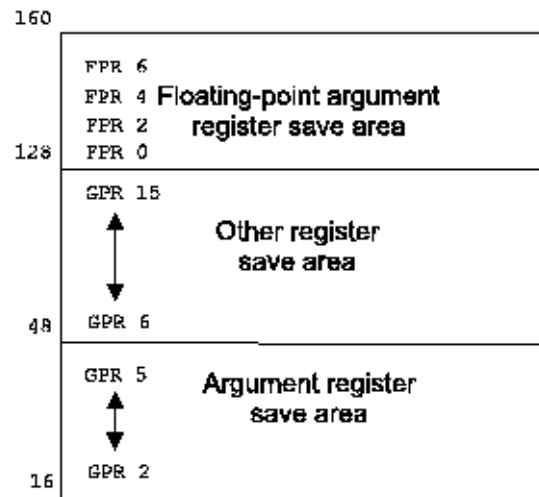 160
FPR 6
FPR 4 Floating-point argument
FPR 2 register save area
FPR 0
128
GPR 15
Other register
save area
GPR 6
48
GPR 5 Argument register
save area
GPR 2
16